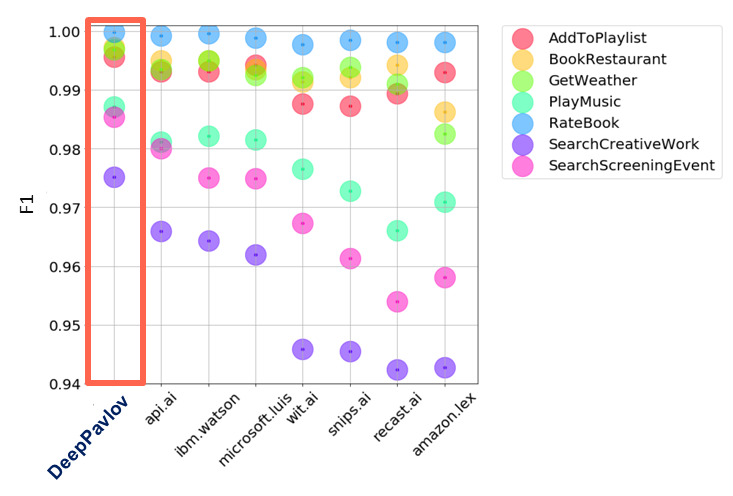 1.00
0.99
0.98
0.97
0.96
0.95
0.94
F1
DeepPavlov
api.ai
ibm.watson
microsoft.luis
wit.ai
snips.ai
recast.ai
amazon.lex
AddToPlaylist
BookRestaurant
GetWeather
PlayMusic
RateBook
SearchCreativeWork
SearchScreeningEvent